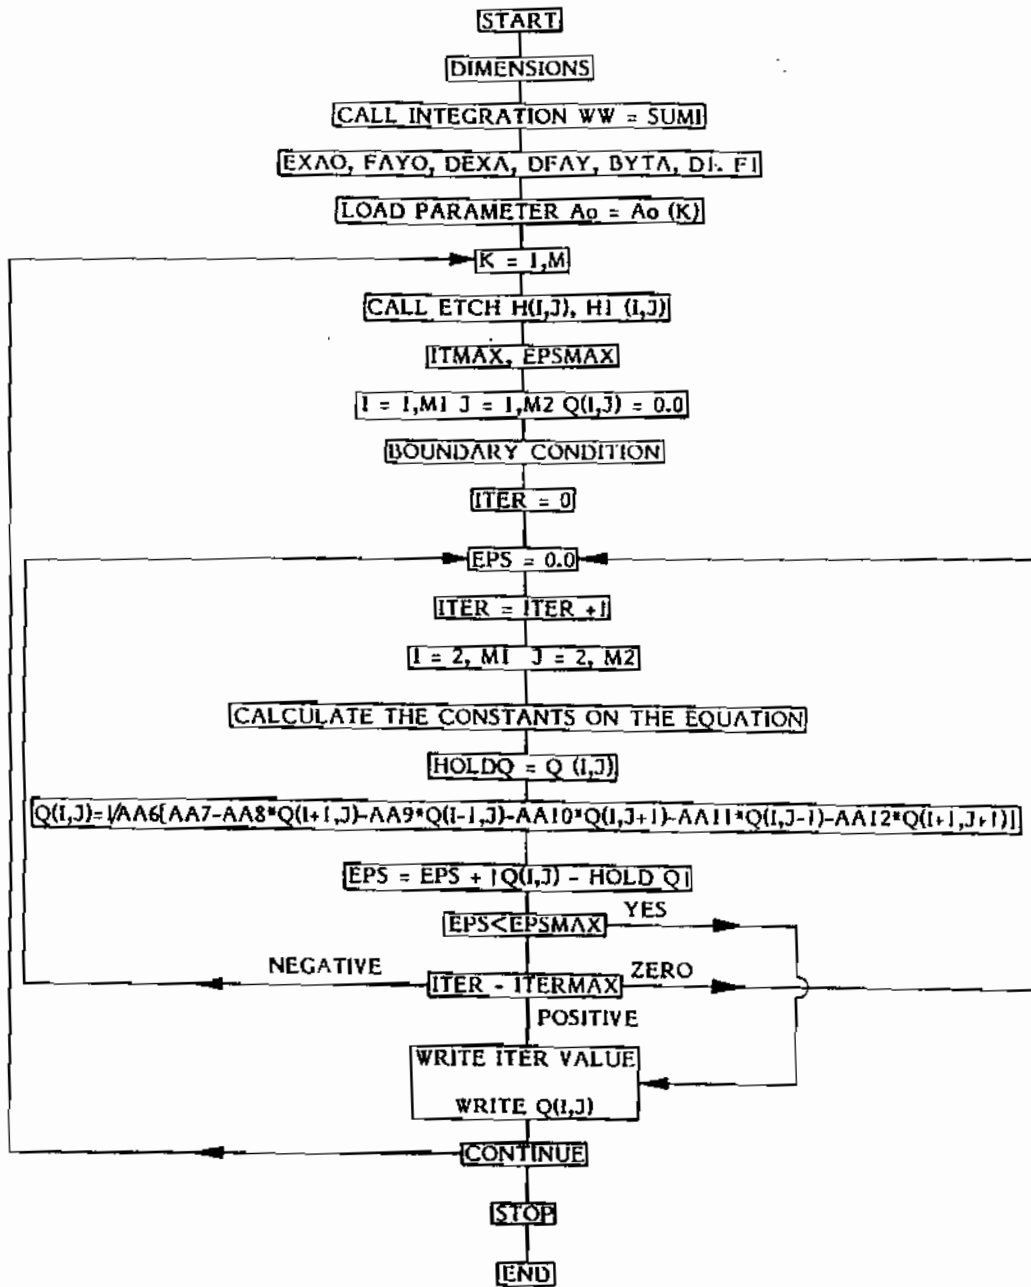 START
DIMENSIONS
CALL INTEGRATION WW = SUMI
EXAO, FAYO, DEXA, DFAY, BYTA, DI. FI
LOAD PARAMETER Ao = Ao (K)
K = 1,M
CALL ETCH H(I,J), HI (I,J)
ITMAX, EPSMAX
I = 1,M1 J = 1,M2 Q(I,J) = 0.0
BOUNDARY CONDITION
ITER = 0
EPS = 0.0
ITER = ITER +1
I = 2, M1 J = 2, M2
CALCULATE THE CONSTANTS ON THE EQUATION
HOLDQ = Q (I,J)
Q(I,J)=1/AA6[AA7-AA8*Q(I+1,J)-AA9*Q(I-1,J)-AA10*Q(I,J+1)-AA11*Q(I,J-1)-AA12*Q(I+1,J+1)]
EPS = EPS + |Q(I,J) - HOLD Q|
EPS<EPSMAX YES
NEGATIVE ITER - ITERMAX ZERO
POSITIVE
WRITE ITER VALUE
WRITE Q(I,J)
CONTINUE
STOP
END